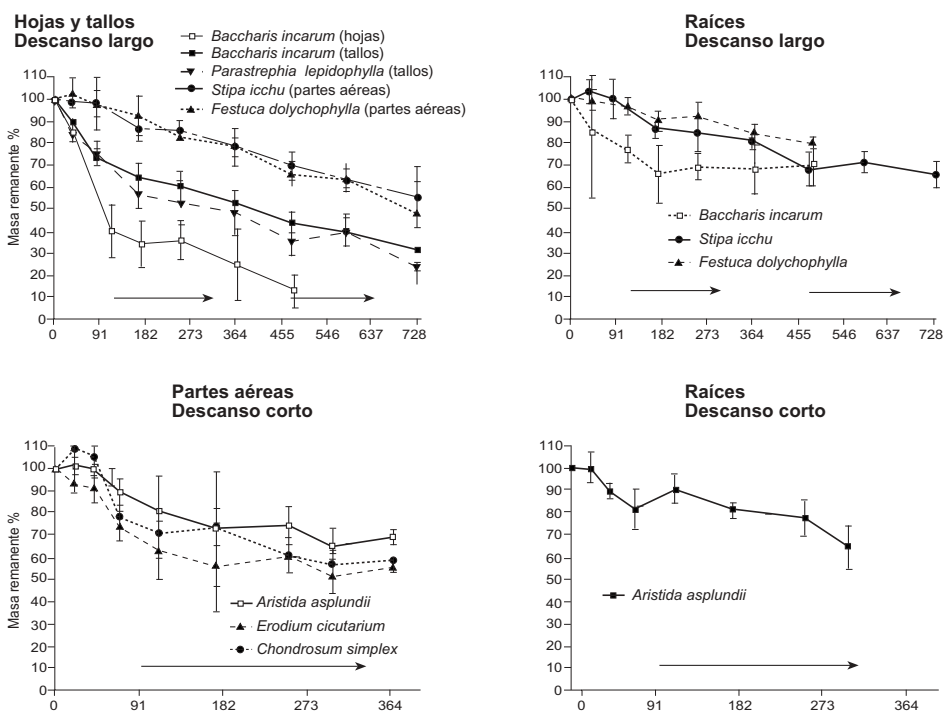 Hojas y tallos
Descanso largo
Baccharis incarum (hojas)
Baccharis incarum (tallos)
Parastrephia lepidophylla (tallos)
Stipa icchu (partes aéreas)
Festuca dolychophylla (partes aéreas)
Masa remanente %
110
100
90
80
70
60
50
40
30
20
10
0
0 91 182 273 364 455 546 637 728
Raíces
Descanso largo
110
100
90
80
70
60
50
40
30
20
10
0
Baccharis incarum
Stipa icchu
Festuca dolychophylla
0 91 182 273 364 455 546 637 728
Partes aéreas
Descanso corto
Masa remanente %
110
100
90
80
70
60
50
40
30
20
10
0
Aristida asplundii
Erodium cicutarium
Chondrosum simplex
0 91 182 273 364
Raíces
Descanso corto
110
100
90
80
70
60
50
40
30
20
10
0
Aristida asplundii
0 91 182 273 364